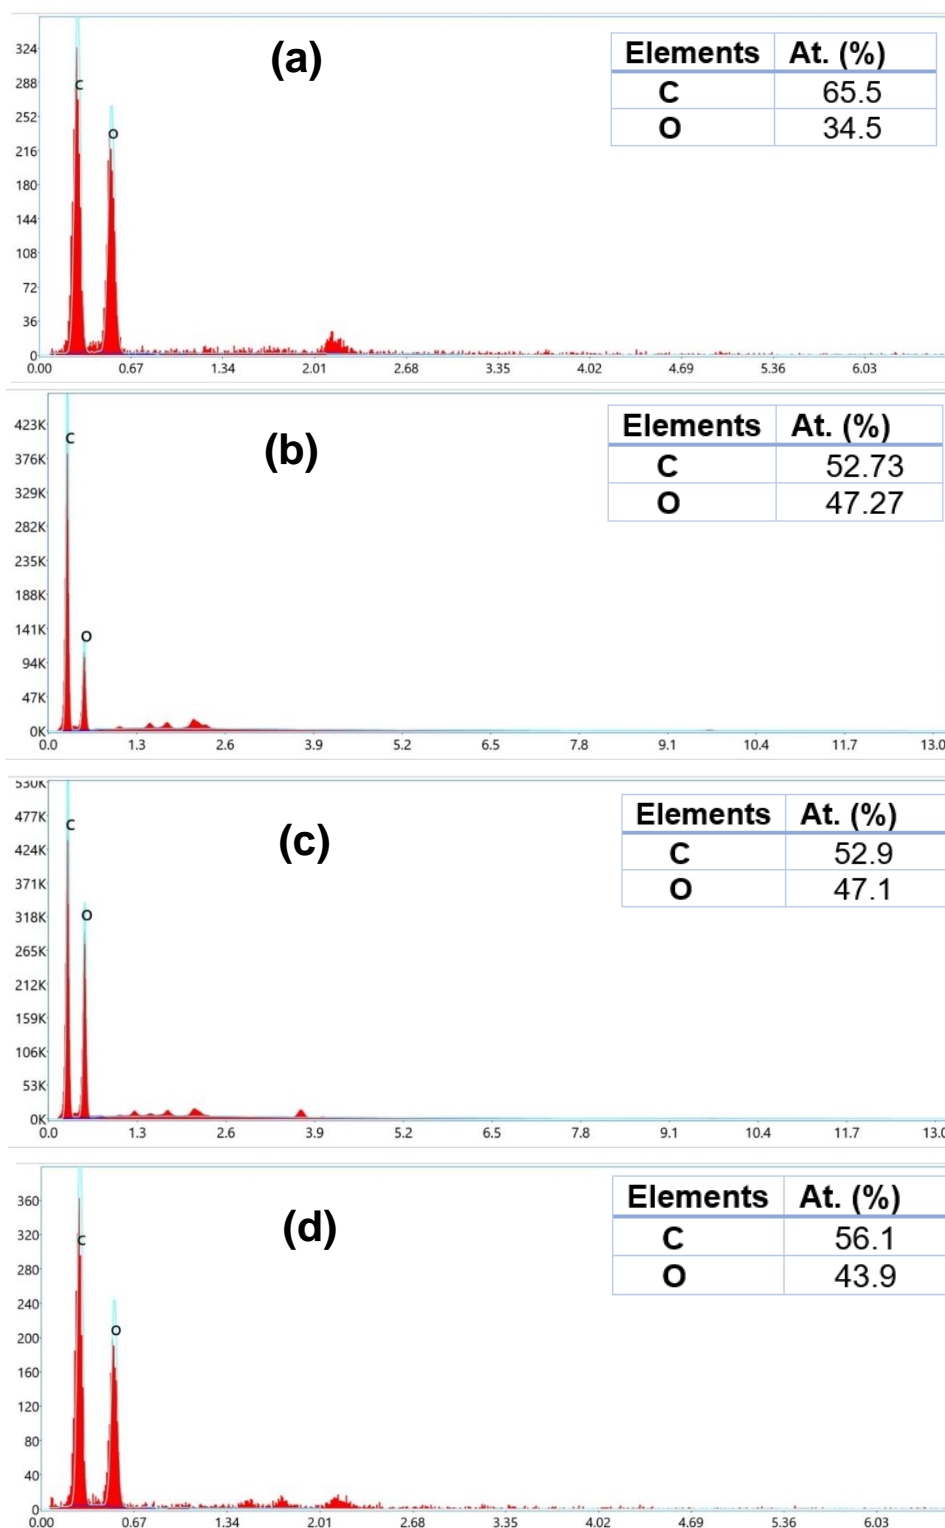 (a)
Elements At. (%)
C 65.5
O 34.5
324
288
252
216
180
144
108
72
36
0
C
O
0.00 0.67 1.34 2.01 2.68 3.35 4.02 4.69 5.36 6.03
(b)
Elements At. (%)
C 52.73
O 47.27
423K
376K
329K
282K
235K
188K
141K
94K
47K
0K
C
O
0.0 1.3 2.6 3.9 5.2 6.5 7.8 9.1 10.4 11.7 13.0
(c)
Elements At. (%)
C 52.9
O 47.1
530K
477K
424K
371K
318K
265K
212K
159K
106K
53K
0K
C
O
0.0 1.3 2.6 3.9 5.2 6.5 7.8 9.1 10.4 11.7 13.0
(d)
Elements At. (%)
C 56.1
O 43.9
360
320
280
240
200
160
120
80
40
0
C
O
0.00 0.67 1.34 2.01 2.68 3.35 4.02 4.69 5.36 6.03